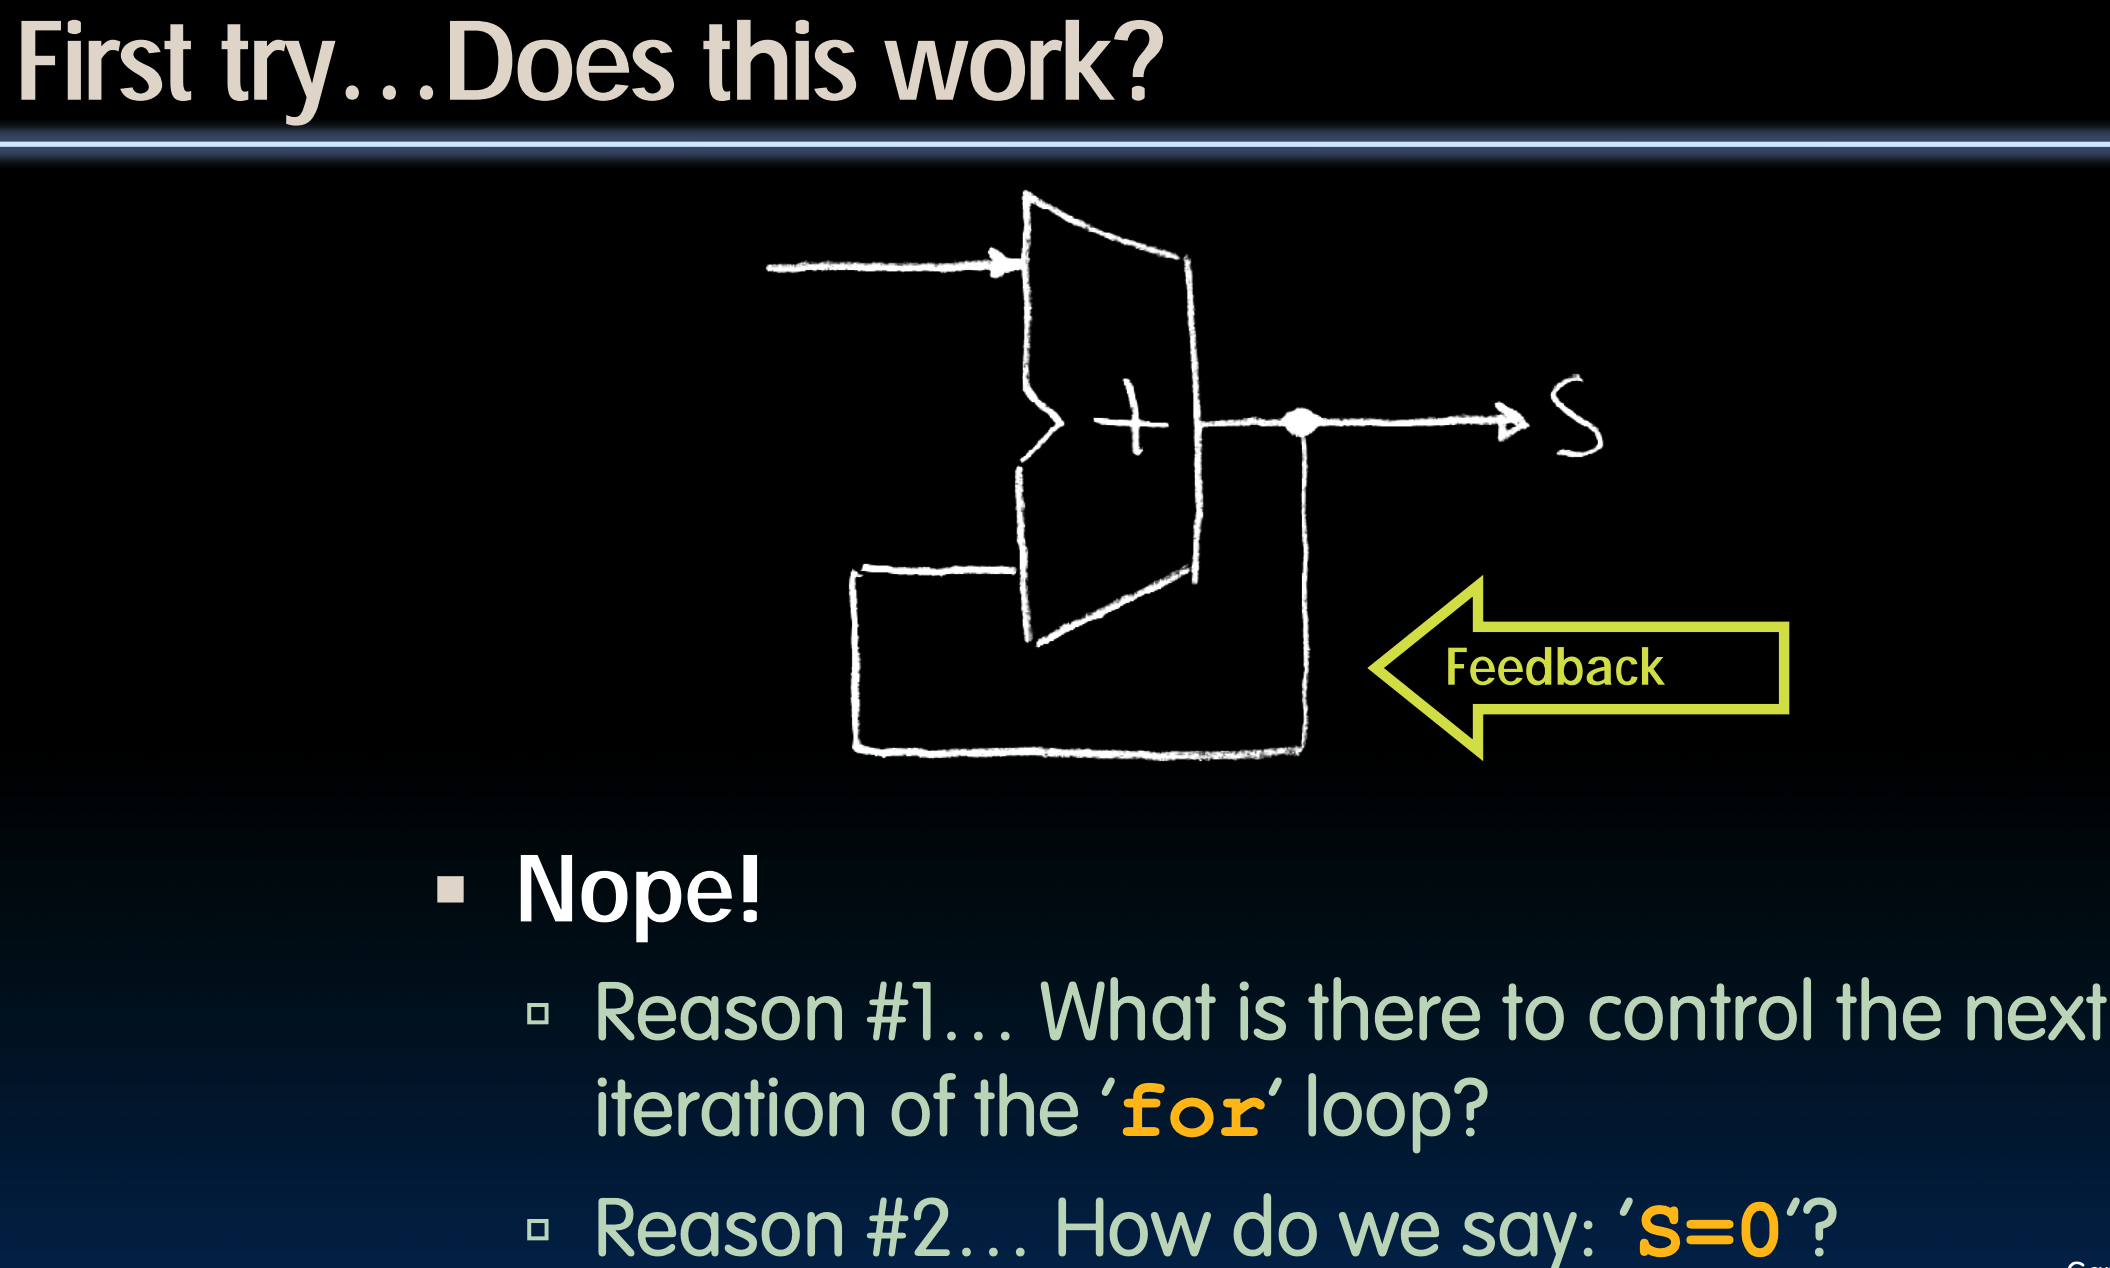 First try…Does this work?
+
S
Feedback
Nope!
Reason #1… What is there to control the next
iteration of the ‘for’ loop?
Reason #2… How do we say: ‘S=0’?